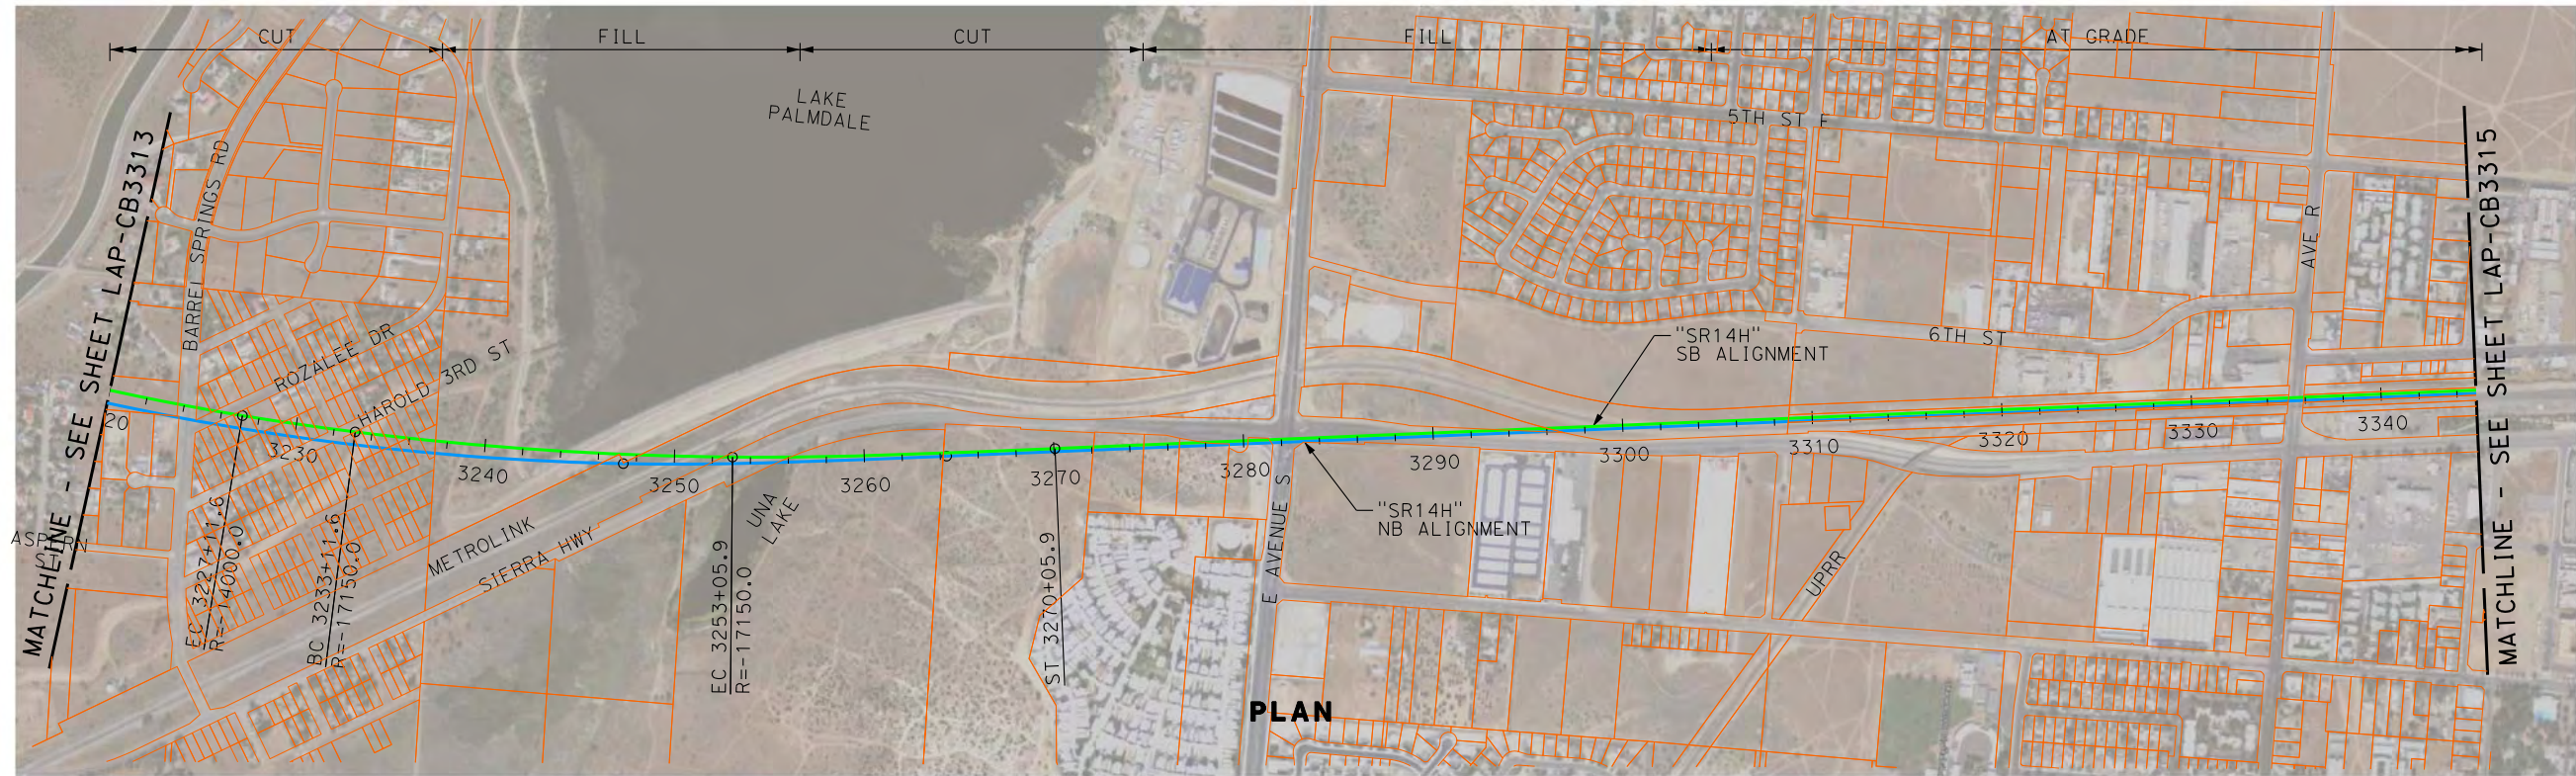 CUT
FILL
CUT
FILL
AT GRADE
LAKE
PALMDALE
5TH ST E
MATCHLINE - SEE SHEET LAP-CB3313
BARREL SPRINGS RD
AVE R
MATCHLINE - SEE SHEET LAP-CB3315
ROZALEE DR
HAROLD 3RD ST
"SR14H"
SB ALIGNMENT
6TH ST
20
3230
3240
3250
3260
3270
3280
3290
3300
3310
3320
3330
3340
"SR14H"
NB ALIGNMENT
UNA
LAKE
METROLINK
SIERRA HWY
E AVENUE S
UPRR
EC 3227+11.6
R=-14000.0
BC 3233+11.6
R=-17150.0
EC 3253+05.9
R=-17150.0
ST 3270+05.9
PLAN